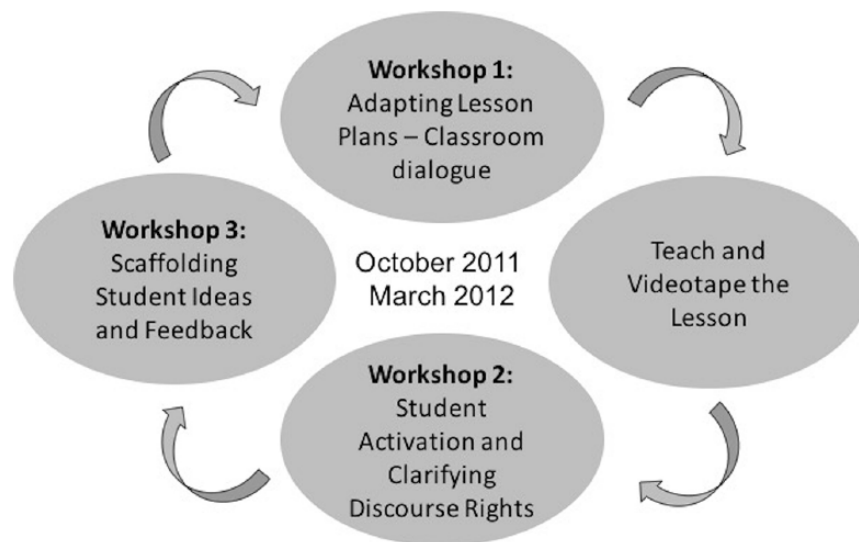 Workshop 1:
Adapting Lesson
Plans – Classroom
dialogue
Teach and
Videotape the
Lesson
Workshop 2:
Student
Activation and
Clarifying
Discourse Rights
Workshop 3:
Scaffolding
Student Ideas
and Feedback
October 2011
March 2012